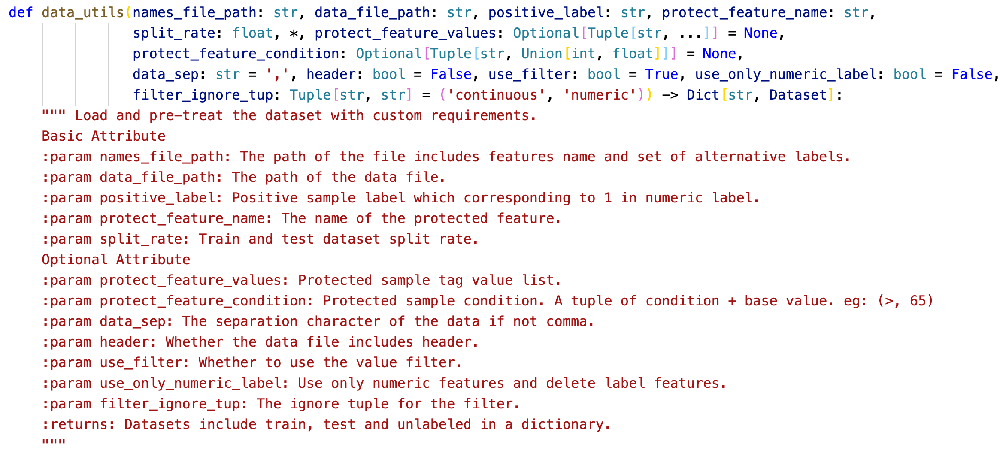 def data_utils(names_file_path: str, data_file_path: str, positive_label: str, protect_feature_name: str,
split_rate: float, *, protect_feature_values: Optional[Tuple[str, ...]] = None,
protect_feature_condition: Optional[Tuple[str, Union[int, float]]] = None,
data_sep: str = ',', header: bool = False, use_filter: bool = True, use_only_numeric_label: bool = False,
filter_ignore_tup: Tuple[str, str] = ('continuous', 'numeric')) -> Dict[str, Dataset]:
""" Load and pre-treat the dataset with custom requirements.
Basic Attribute
:param names_file_path: The path of the file includes features name and set of alternative labels.
:param data_file_path: The path of the data file.
:param positive_label: Positive sample label which corresponding to 1 in numeric label.
:param protect_feature_name: The name of the protected feature.
:param split_rate: Train and test dataset split rate.
Optional Attribute
:param protect_feature_values: Protected sample tag value list.
:param protect_feature_condition: Protected sample condition. A tuple of condition + base value. eg: (>, 65)
:param data_sep: The separation character of the data if not comma.
:param header: Whether the data file includes header.
:param use_filter: Whether to use the value filter.
:param use_only_numeric_label: Use only numeric features and delete label features.
:param filter_ignore_tup: The ignore tuple for the filter.
:returns: Datasets include train, test and unlabeled in a dictionary.
"""